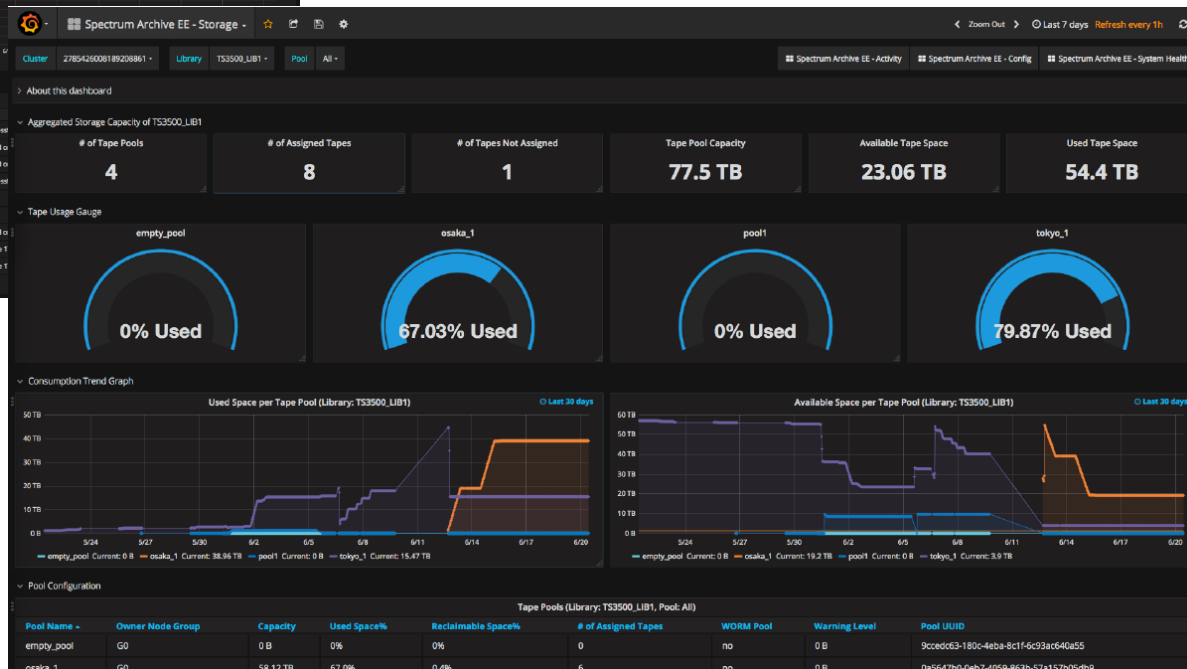 Spectrum Archive EE - Storage
Zoom Out Last 7 days Refresh every 1h
Cluster 2785426008189208861 Library TS3500_LIB1 Pool All
Spectrum Archive EE - Activity Spectrum Archive EE - Config Spectrum Archive EE - System Health
About this dashboard
Aggregated Storage Capacity of TS3500_LIB1
# of Tape Pools # of Assigned Tapes # of Tapes Not Assigned Tape Pool Capacity Available Tape Space Used Tape Space
4 8 1 77.5 TB 23.06 TB 54.4 TB
Tape Usage Gauge
empty_pool osaka_1 pool1 tokyo_1
0% Used 67.03% Used 0% Used 79.87% Used
Consumption Trend Graph
Used Space per Tape Pool (Library: TS3500_LIB1) Last 30 days
50 TB
40 TB
30 TB
20 TB
10 TB
0 B
5/24 5/27 5/30 6/2 6/5 6/8 6/11 6/14 6/17 6/20
empty_pool Current: 0 B osaka_1 Current: 38.96 TB pool1 Current: 0 B tokyo_1 Current: 15.47 TB
Available Space per Tape Pool (Library: TS3500_LIB1) Last 30 days
60 TB
50 TB
40 TB
30 TB
20 TB
10 TB
0 B
5/24 5/27 5/30 6/2 6/5 6/8 6/11 6/14 6/17 6/20
empty_pool Current: 0 B osaka_1 Current: 19.2 TB pool1 Current: 0 B tokyo_1 Current: 3.9 TB
Pool Configuration
Tape Pools (Library: TS3500_LIB1, Pool: All)
Pool Name Owner Node Group Capacity Used Space% Reclaimable Space% # of Assigned Tapes WORM Pool Warning Level Pool UUID
empty_pool G0 0 B 0% 0% 0 no 0 B 9ccedc63-180c-4eba-8c1f-6c93ac640a55
osaka_1 G0 58.12 TB 67.0% 0.4% 6 no 0 B